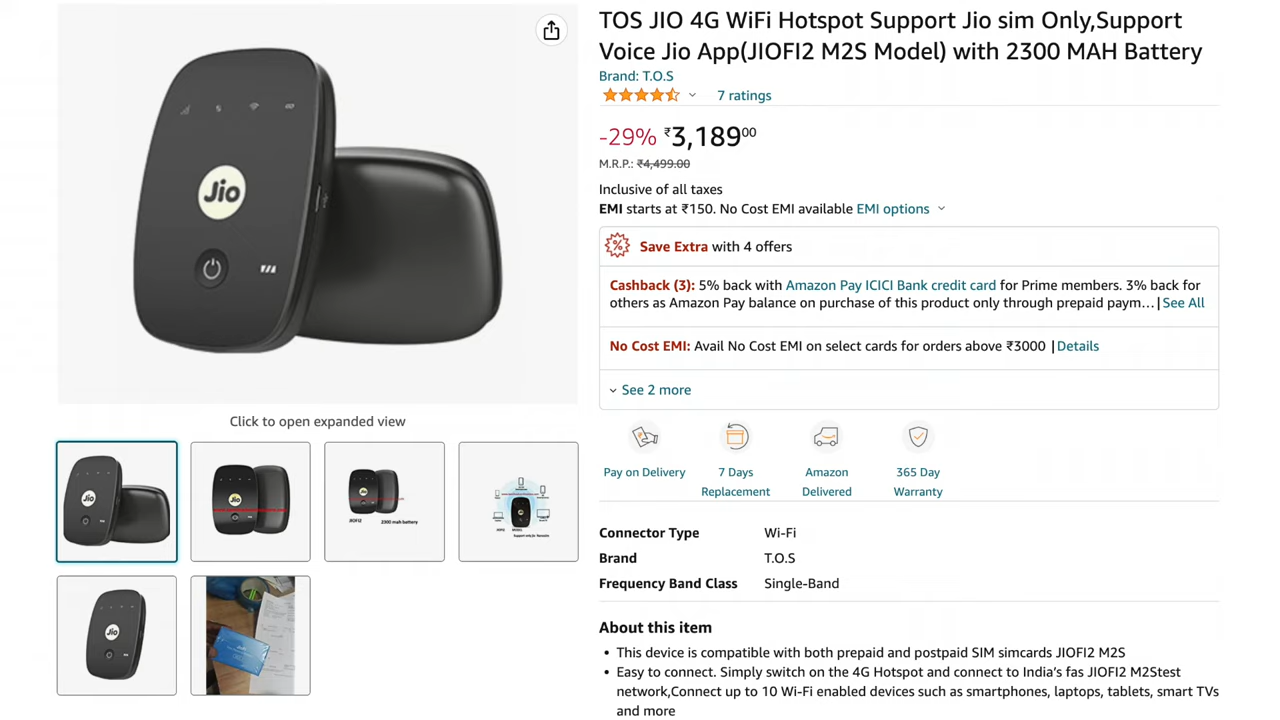 TOS JIO 4G WiFi Hotspot Support Jio sim Only,Support
Voice Jio App(JIOFI2 M2S Model) with 2300 MAH Battery
Brand: T.O.S
7 ratings
-29% ₹3,18900
M.R.P.: ₹4,499.00
Inclusive of all taxes
EMI starts at ₹150. No Cost EMI available EMI options
Save Extra with 4 offers
Cashback (3): 5% back with Amazon Pay ICICI Bank credit card for Prime members. 3% back for
others as Amazon Pay balance on purchase of this product only through prepaid paym… | See All
No Cost EMI: Avail No Cost EMI on select cards for orders above ₹3000 | Details
See 2 more
Pay on Delivery
7 Days
Replacement
Amazon
Delivered
365 Day
Warranty
Connector Type Wi-Fi
Brand T.O.S
Frequency Band Class Single-Band
About this item
• This device is compatible with both prepaid and postpaid SIM simcards JIOFI2 M2S
• Easy to connect. Simply switch on the 4G Hotspot and connect to India's fas JIOFI2 M2Stest
network,Connect up to 10 Wi-Fi enabled devices such as smartphones, laptops, tablets, smart TVs
and more
Jio
Click to open expanded view
Jio
Jio
Jio
JIOFI2
2300 mah battery
Jio